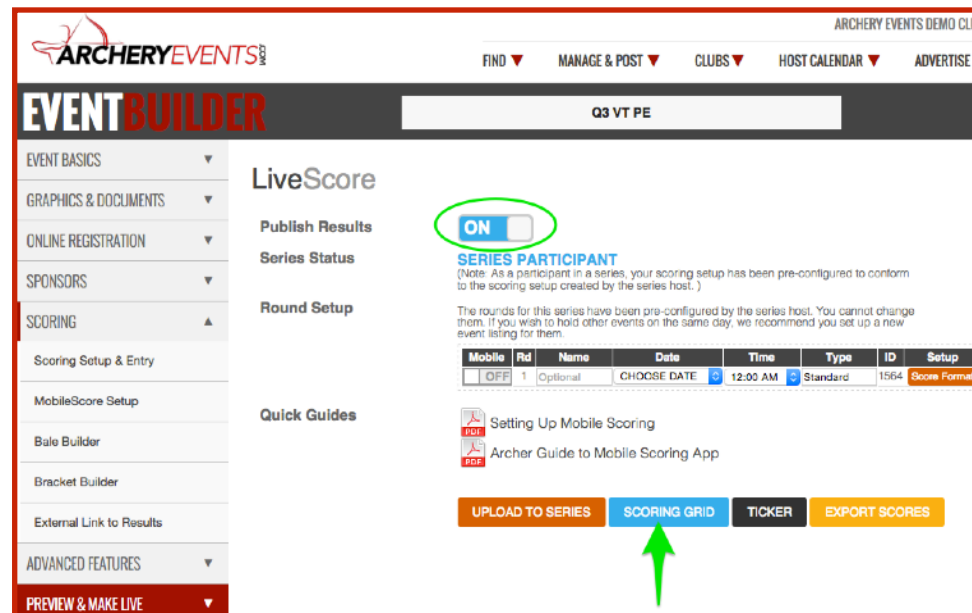 ARCHERY EVENTS DEMO CL
ARCHERYEVENTS.COM
FIND MANAGE & POST CLUBS HOST CALENDAR ADVERTISE
EVENTBUILDER
Q3 VT PE
EVENT BASICS
GRAPHICS & DOCUMENTS
ONLINE REGISTRATION
SPONSORS
SCORING
Scoring Setup & Entry
MobileScore Setup
Bale Builder
Bracket Builder
External Link to Results
ADVANCED FEATURES
PREVIEW & MAKE LIVE
LiveScore
Publish Results
ON
Series Status
SERIES PARTICIPANT
(Note: As a participant in a series, your scoring setup has been pre-configured to conform
to the scoring setup created by the series host. )
Round Setup
The rounds for this series have been pre-configured by the series host. You cannot change
them. If you wish to hold other events on the same day, we recommend you set up a new
event listing for them.
Mobile Rd Name Date Time Type ID Setup
OFF 1 Optional CHOOSE DATE 12:00 AM Standard 1564 Score Format
Quick Guides
PDF Setting Up Mobile Scoring
PDF Archer Guide to Mobile Scoring App
UPLOAD TO SERIES SCORING GRID TICKER EXPORT SCORES